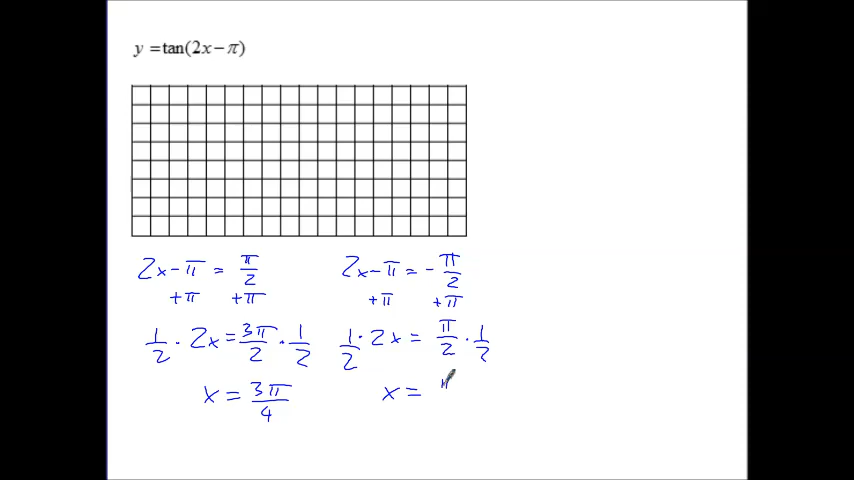 y = tan(2x − π)
2x − π = π/2
+π +π
1/2 · 2x = 3π/2 · 1/2
x = 3π/4
2x − π = −π/2
+π +π
1/2 · 2x = π/2 · 1/2
x =